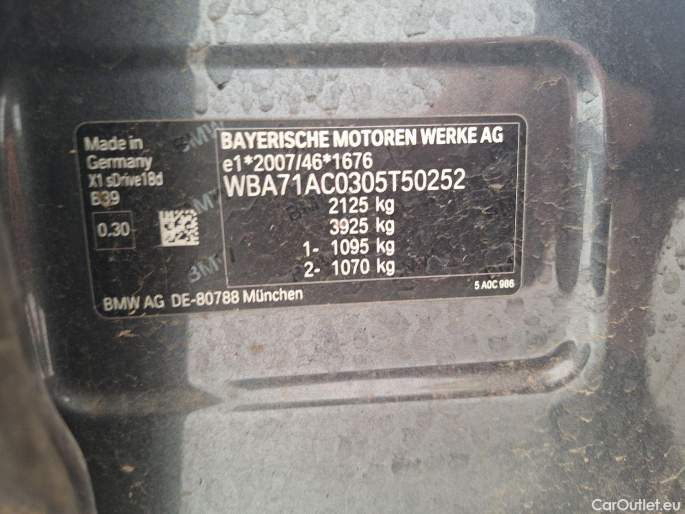 Made in
Germany
X1 sDrive18d
B39
0.30
BAYERISCHE MOTOREN WERKE AG
e1*2007/46*1676
WBA71AC0305T50252
2125 kg
3925 kg
1- 1095 kg
2- 1070 kg
BMW AG DE-80788 München
5 A0C 986
CarOutlet.eu